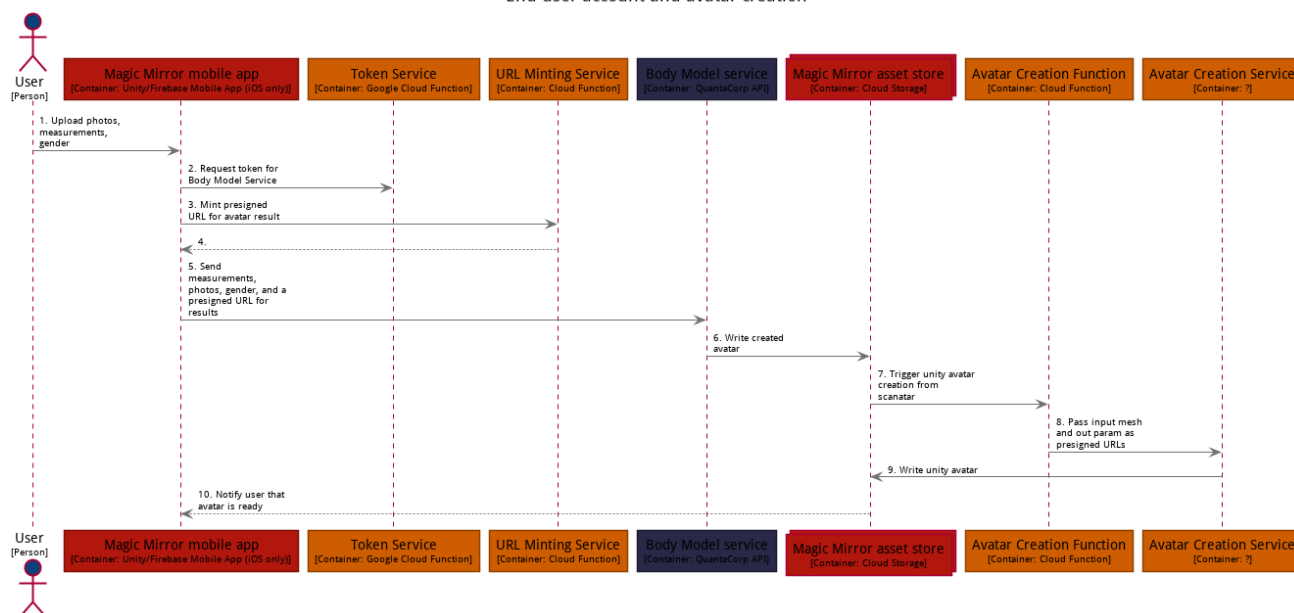 End user account and avatar creation
User
[Person]
Magic Mirror mobile app
[Container: Unity/Firebase Mobile App (iOS only)]
Token Service
[Container: Google Cloud Function]
URL Minting Service
[Container: Cloud Function]
Body Model service
[Container: QuantaCorp API]
Magic Mirror asset store
[Container: Cloud Storage]
Avatar Creation Function
[Container: Cloud Function]
Avatar Creation Service
[Container: ?]
1. Upload photos,
measurements,
gender
2. Request token for
Body Model Service
3. Mint presigned
URL for avatar result
4.
5. Send
measurements,
photos, gender, and a
presigned URL for
results
6. Write created
avatar
7. Trigger unity avatar
creation from
scanatar
8. Pass input mesh
and out param as
presigned URLs
9. Write unity avatar
10. Notify user that
avatar is ready
User
[Person]
Magic Mirror mobile app
[Container: Unity/Firebase Mobile App (iOS only)]
Token Service
[Container: Google Cloud Function]
URL Minting Service
[Container: Cloud Function]
Body Model service
[Container: QuantaCorp API]
Magic Mirror asset store
[Container: Cloud Storage]
Avatar Creation Function
[Container: Cloud Function]
Avatar Creation Service
[Container: ?]